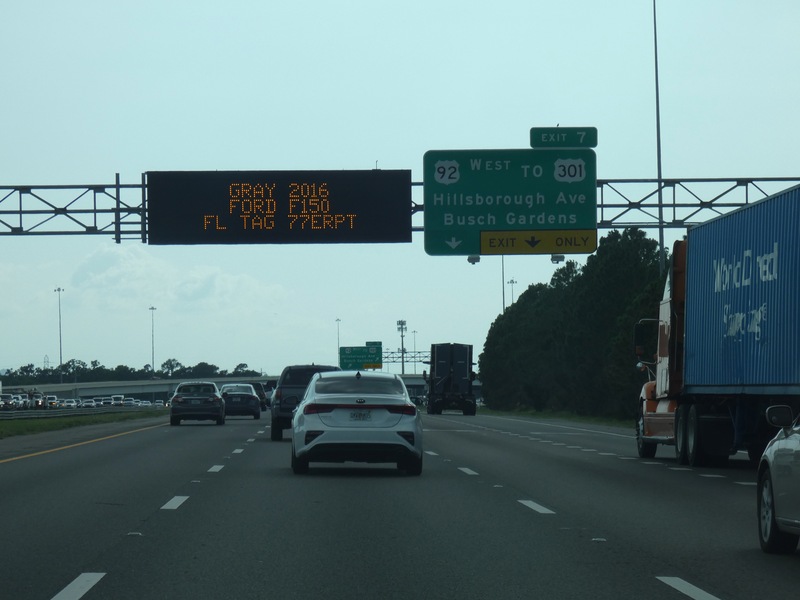 GRAY 2016
FORD F150
FL TAG 77ERPT
EXIT 7
92 WEST TO 301
Hillsborough Ave
Busch Gardens
EXIT ONLY